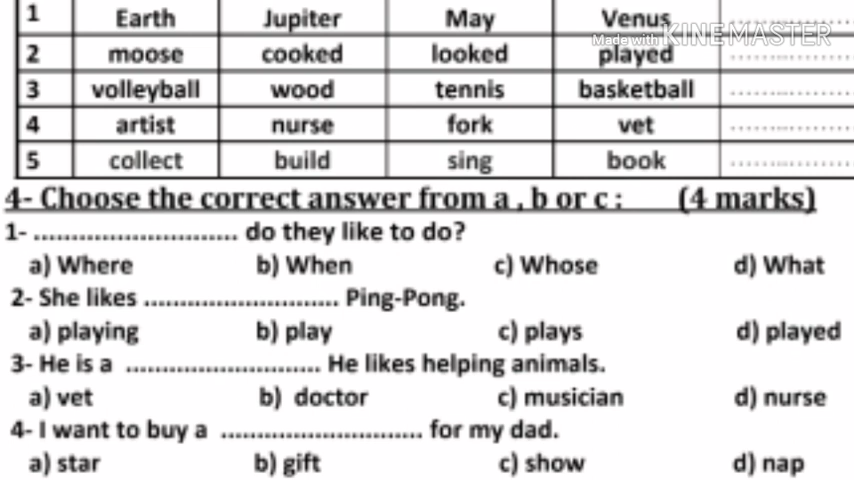 1 Earth Jupiter May Venus ....................
Made with KINEMASTER
2 moose cooked looked played ....................
3 volleyball wood tennis basketball ....................
4 artist nurse fork vet ....................
5 collect build sing book ....................
4- Choose the correct answer from a , b or c : (4 marks)
1- ............................ do they like to do?
a) Where b) When c) Whose d) What
2- She likes ........................... Ping-Pong.
a) playing b) play c) plays d) played
3- He is a ........................... He likes helping animals.
a) vet b) doctor c) musician d) nurse
4- I want to buy a ............................ for my dad.
a) star b) gift c) show d) nap